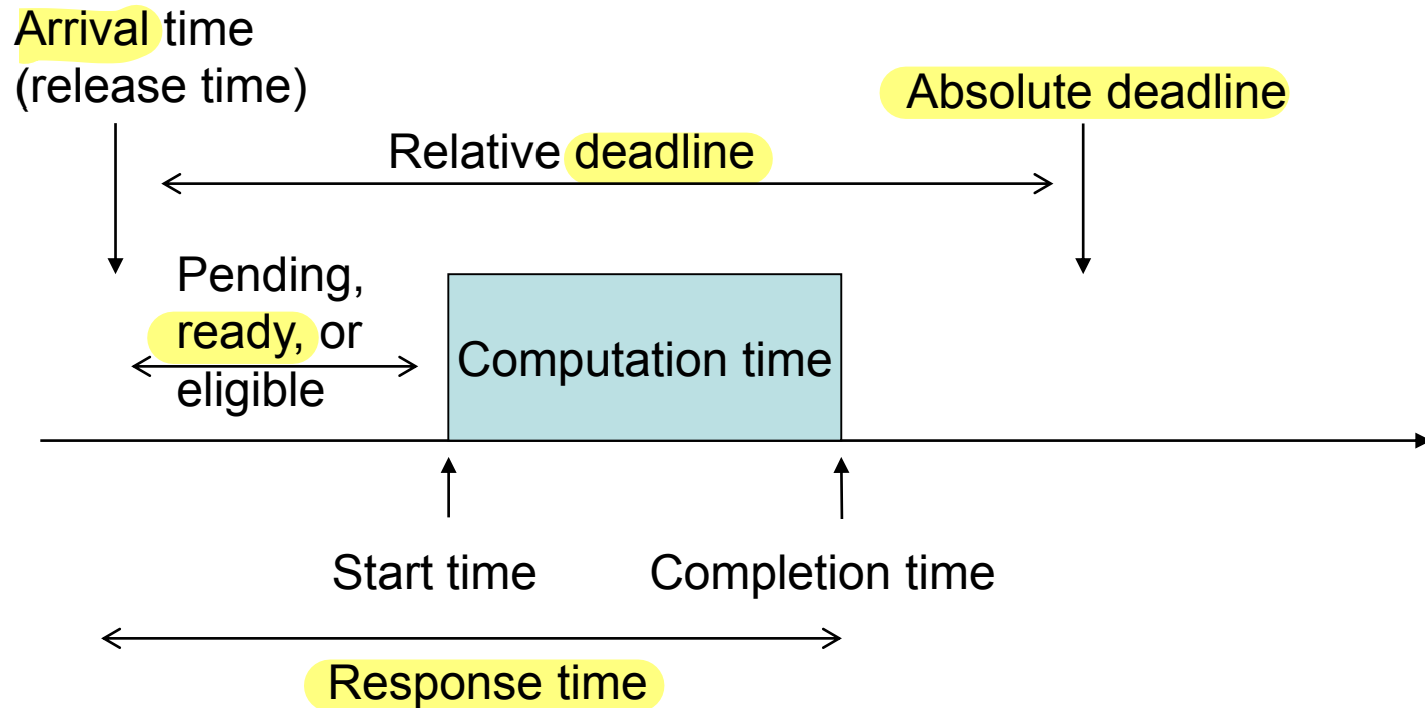 Arrival time
(release time)
Absolute deadline
Relative deadline
Pending,
ready, or
eligible
Computation time
Start time
Completion time
Response time